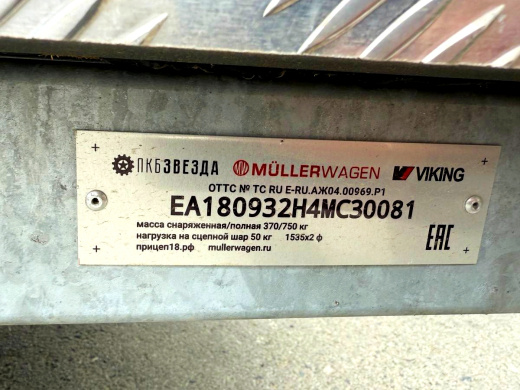 ПКБЗВЕЗДА MÜLLERWAGEN VIKING
ОТТС № ТС RU E-RU.АЖ04.00969.Р1
EA180932H4MC30081
масса снаряженная/полная 370/750 кг
нагрузка на сцепной шар 50 кг 1535x2 ф
прицеп18.рф mullerwagen.ru
EAC